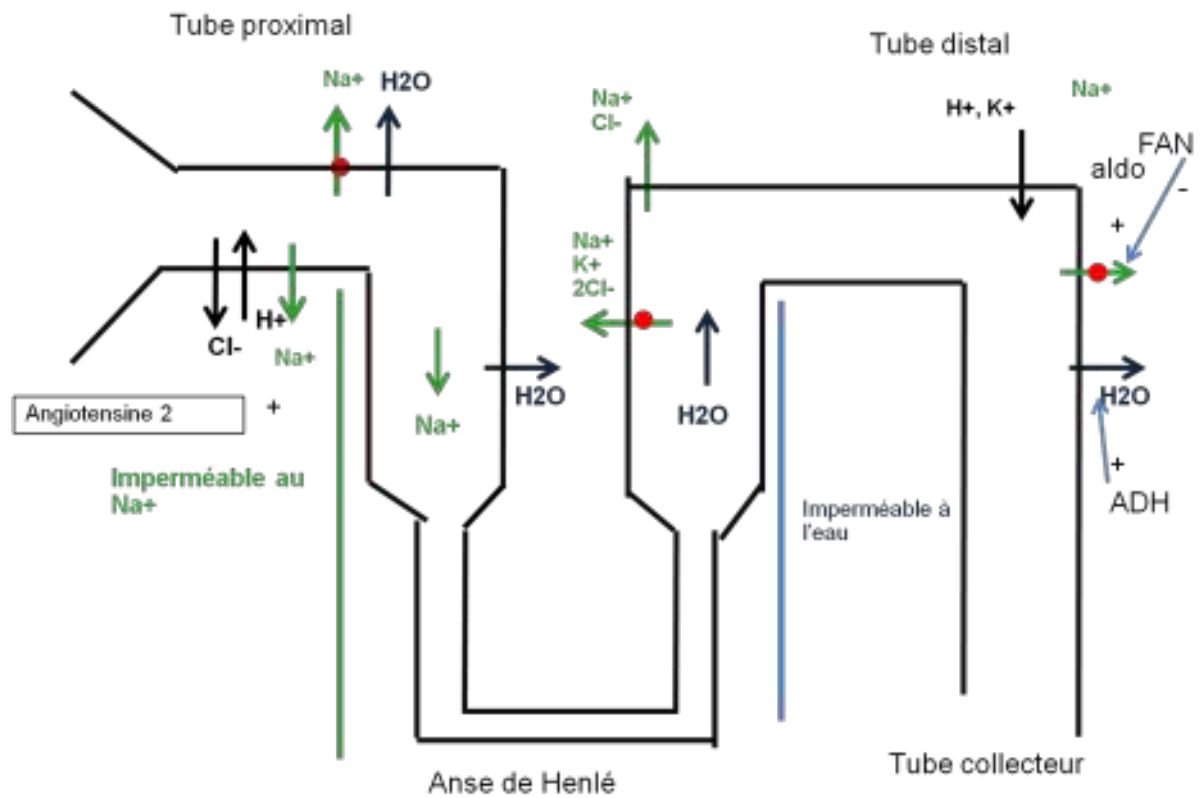 Tube proximal
Tube distal
Na+
H2O
Na+
Cl-
H+, K+
Na+
FAN
aldo
-
+
Na+
K+
2Cl-
H+
Cl-
Na+
H2O
H2O
H2O
Angiotensine 2
+
Na+
+
ADH
Imperméable au
Na+
Imperméable à
l'eau
Tube collecteur
Anse de Henlé